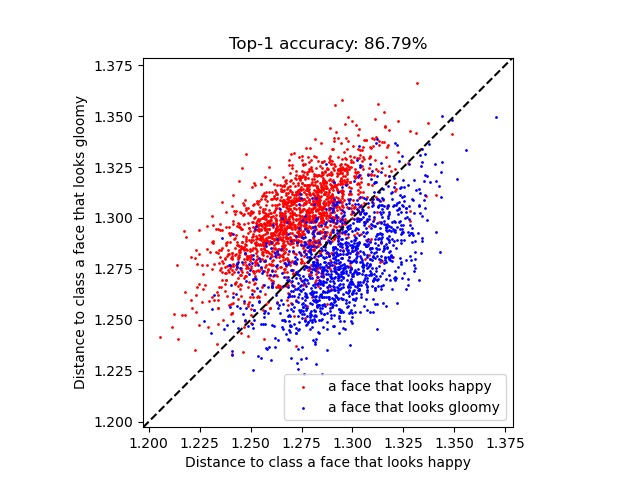 Top-1 accuracy: 86.79%
Distance to class a face that looks gloomy
1.375
1.350
1.325
1.300
1.275
1.250
1.225
1.200
a face that looks happy
a face that looks gloomy
1.200 1.225 1.250 1.275 1.300 1.325 1.350 1.375
Distance to class a face that looks happy